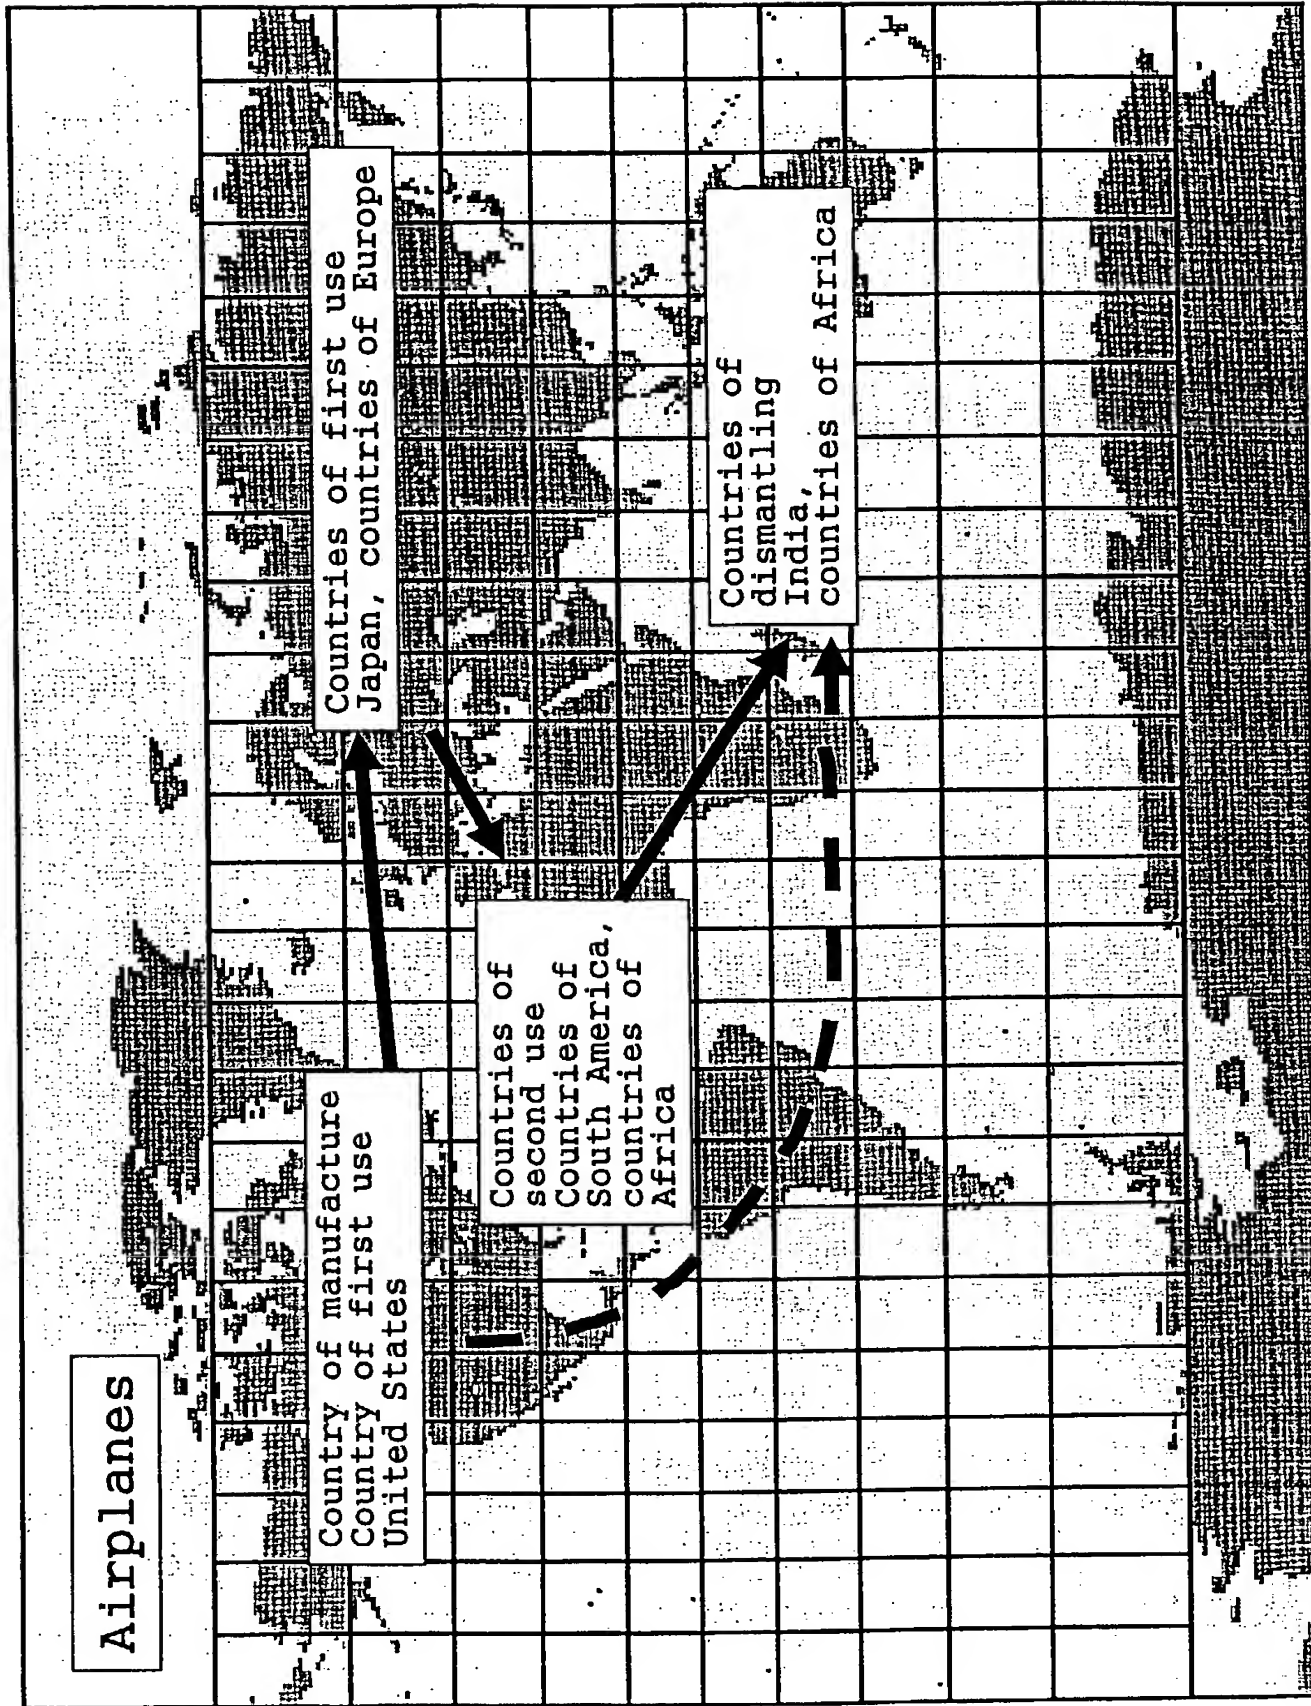 Airplanes
Country of manufacture
Country of first use
United States
Countries of first use
Japan, countries of Europe
Countries of
second use
Countries of
South America,
countries of
Africa
Countries of
dismantling
India,
countries of Africa